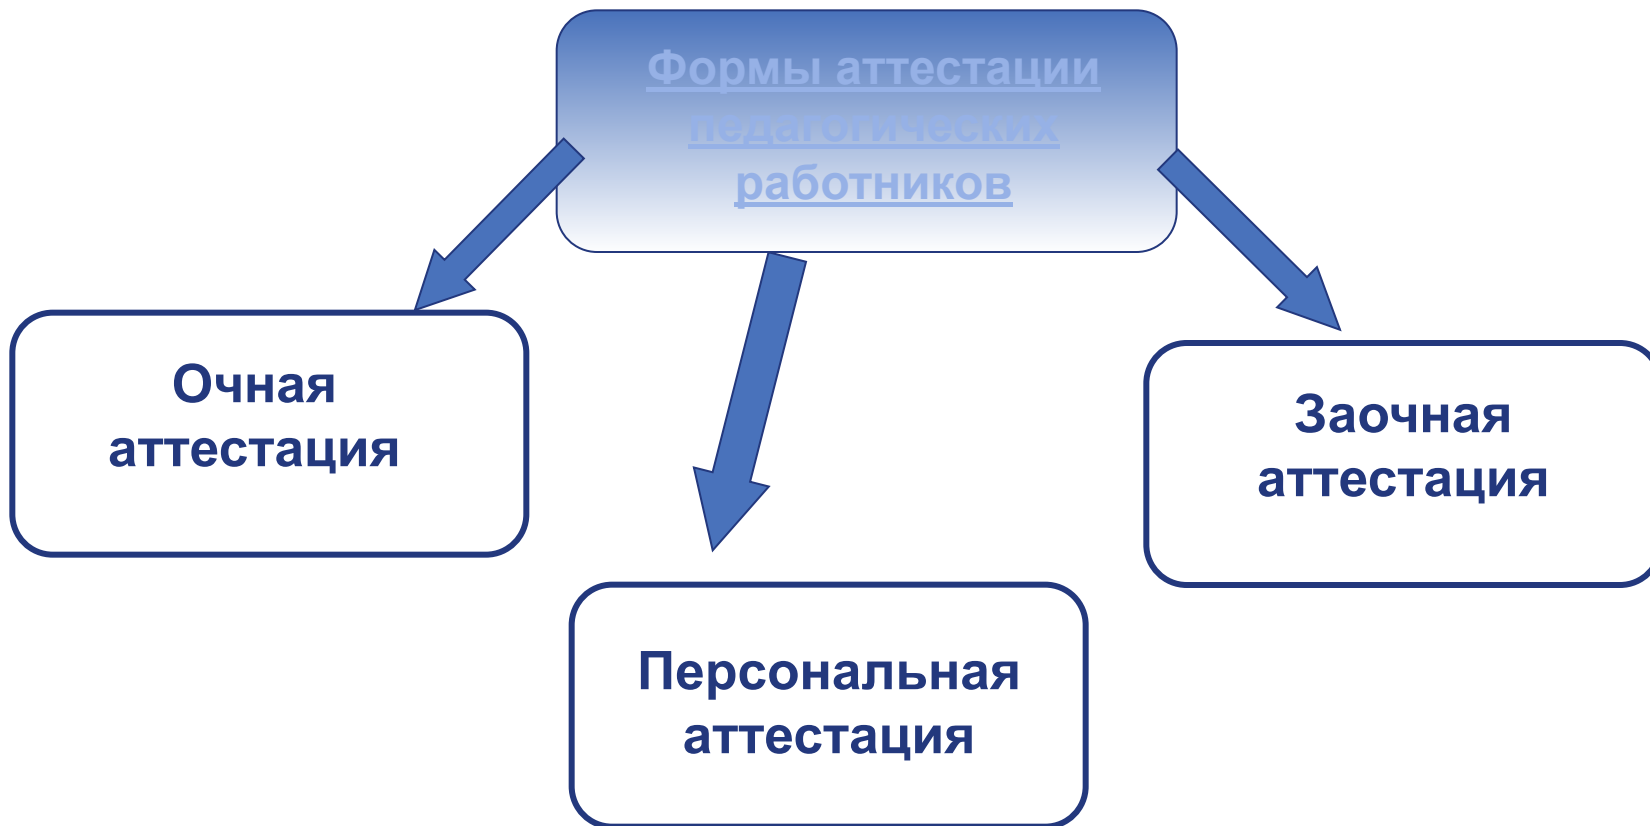 Формы аттестации
педагогических
работников
Очная
аттестация
Заочная
аттестация
Персональная
аттестация